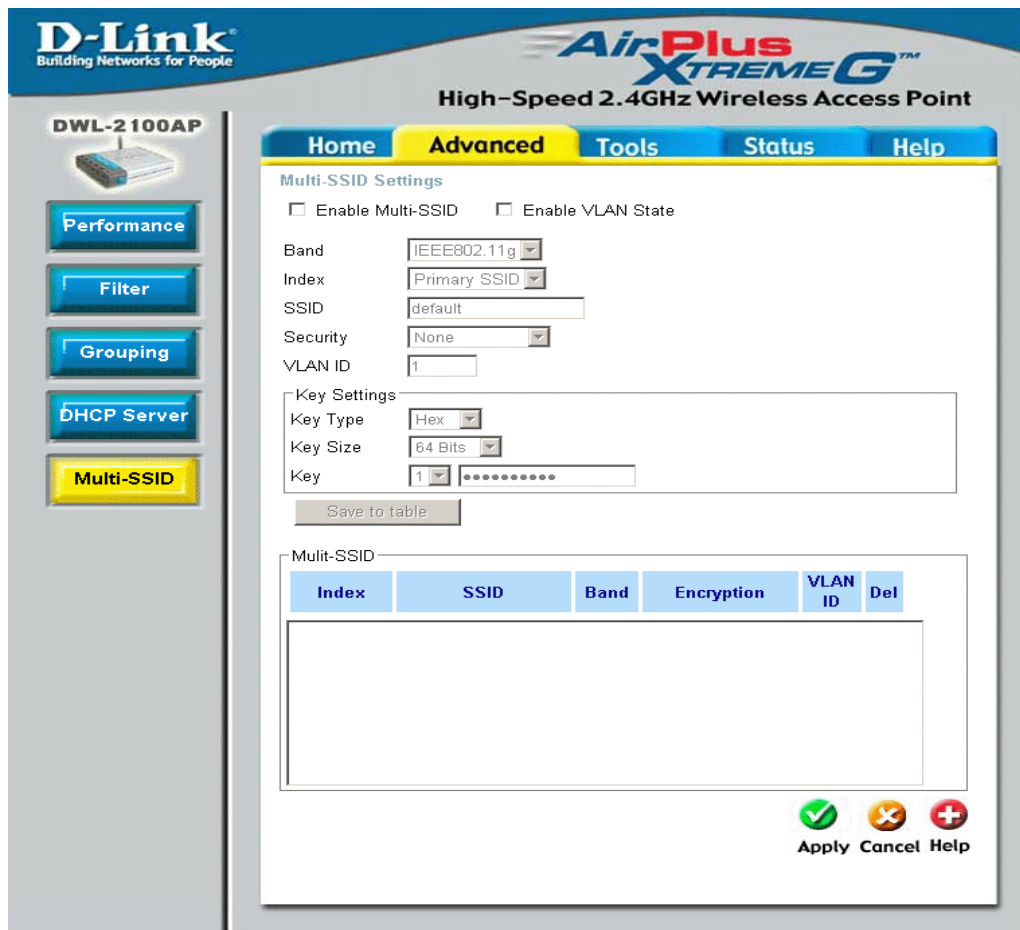 D-Link
Building Networks for People
AirPlus
XTREME G™
High-Speed 2.4GHz Wireless Access Point
DWL-2100AP
Home Advanced Tools Status Help
Performance
Filter
Grouping
DHCP Server
Multi-SSID
Multi-SSID Settings
Enable Multi-SSID Enable VLAN State
Band IEEE802.11g
Index Primary SSID
SSID default
Security None
VLAN ID 1
Key Settings
Key Type Hex
Key Size 64 Bits
Key 1 ••••••••••
Save to table
Mulit-SSID
Index SSID Band Encryption VLAN ID Del
Apply Cancel Help